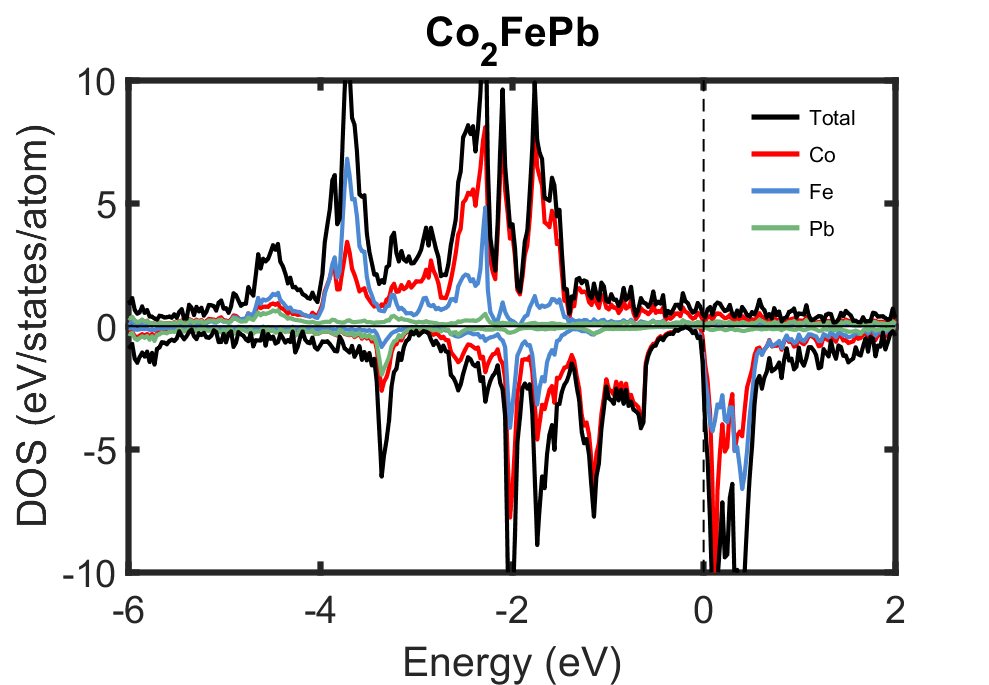 Co₂FePb
DOS (eV/states/atom)
10
5
0
0
-5
-10
Total
Co
Fe
Pb
-6
-4
-2
0
2
Energy (eV)